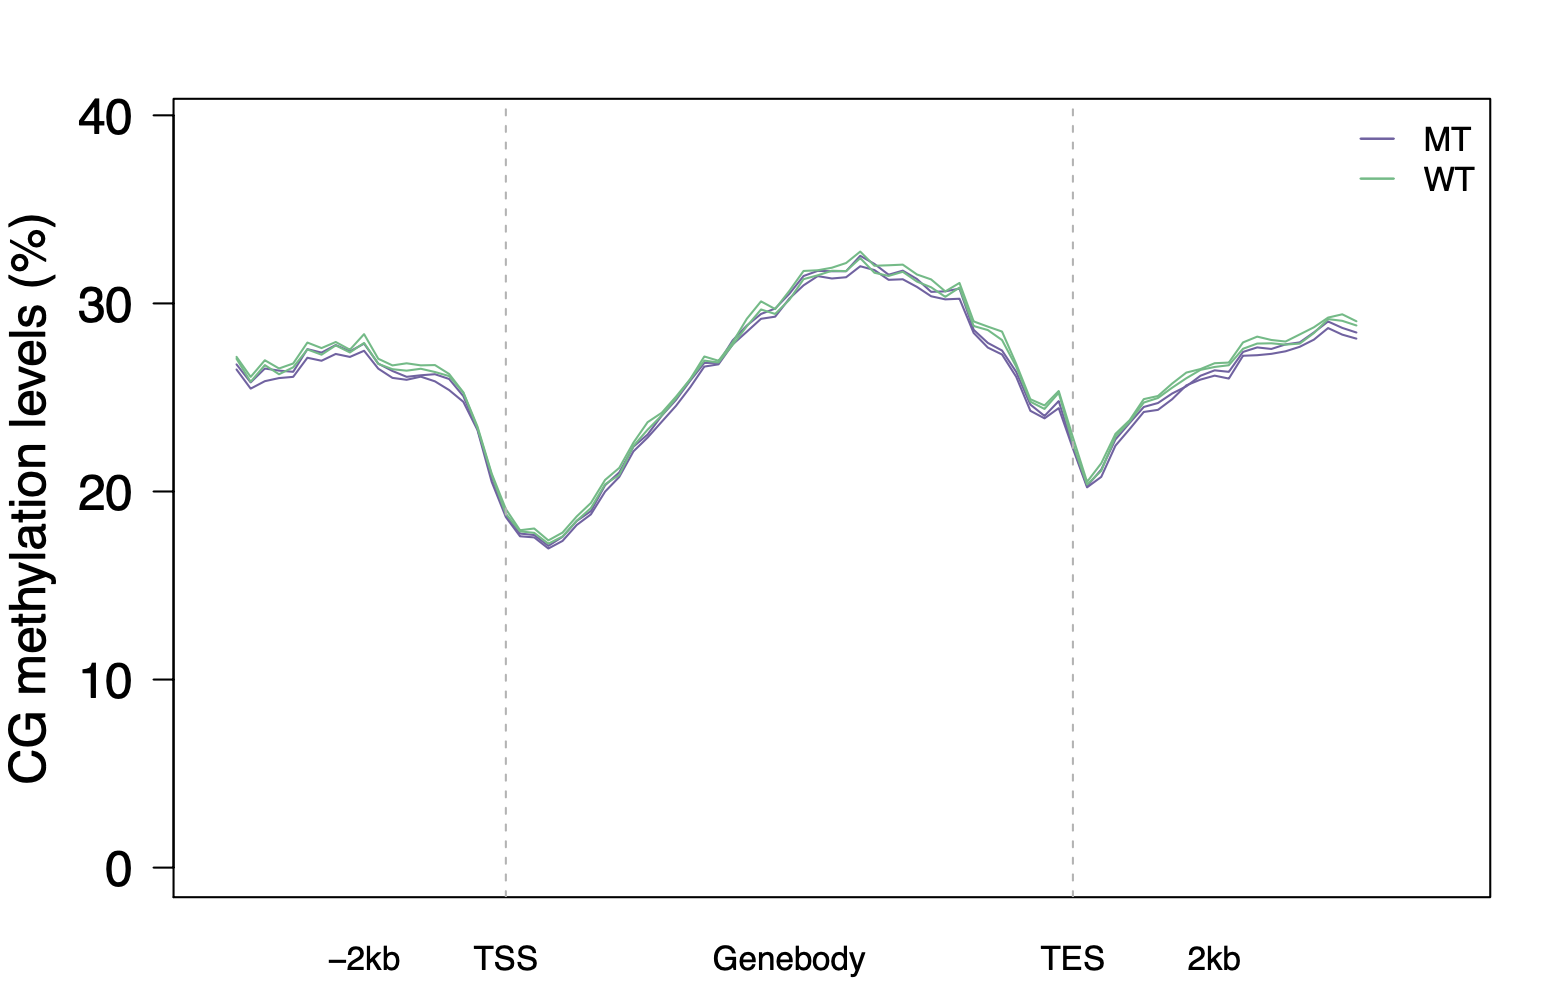 CG methylation levels (%)
40
30
20
10
0
MT
WT
−2kb TSS Genebody TES 2kb